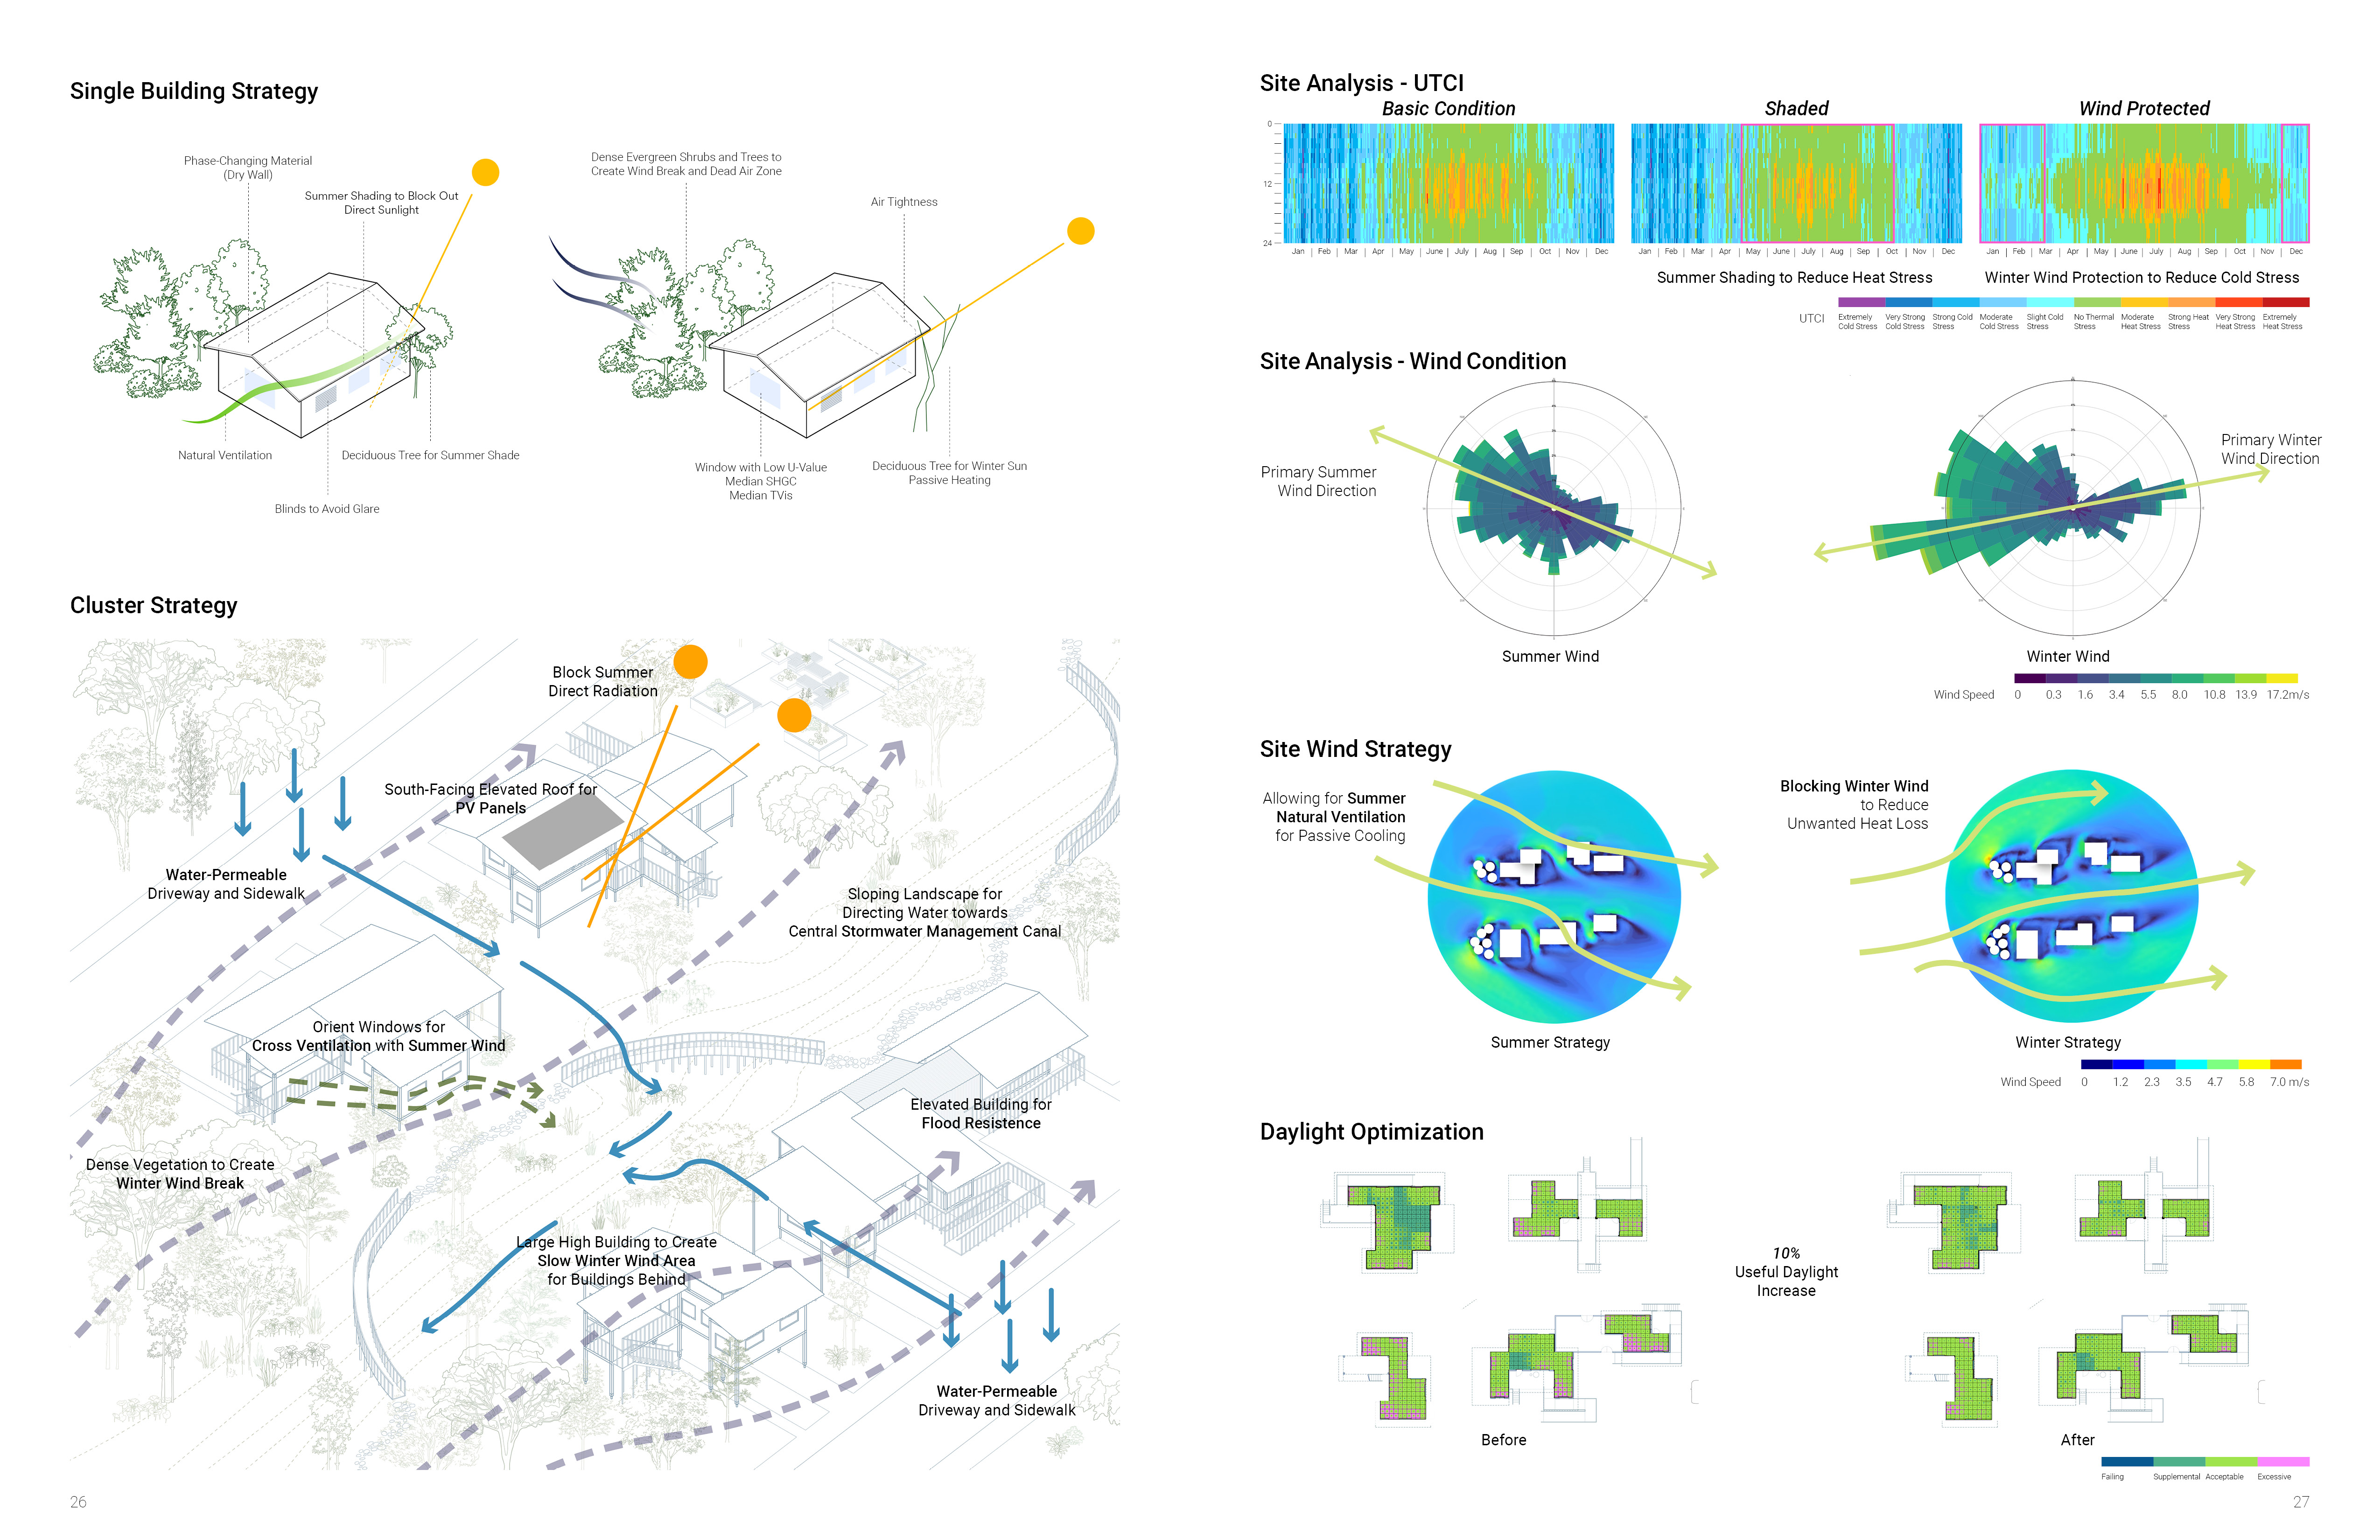 Single Building Strategy
Phase-Changing Material
(Dry Wall)
Summer Shading to Block Out
Direct Sunlight
Natural Ventilation
Deciduous Tree for Summer Shade
Blinds to Avoid Glare
Dense Evergreen Shrubs and Trees to
Create Wind Break and Dead Air Zone
Air Tightness
Window with Low U-Value
Median SHGC
Median TVis
Deciduous Tree for Winter Sun
Passive Heating
Cluster Strategy
Block Summer
Direct Radiation
South-Facing Elevated Roof for
PV Panels
Water-Permeable
Driveway and Sidewalk
Sloping Landscape for
Directing Water towards
Central Stormwater Management Canal
Orient Windows for
Cross Ventilation with Summer Wind
Elevated Building for
Flood Resistence
Dense Vegetation to Create
Winter Wind Break
Large High Building to Create
Slow Winter Wind Area
for Buildings Behind
Water-Permeable
Driveway and Sidewalk
26
Site Analysis - UTCI
Basic Condition
Shaded
Wind Protected
0
12
24
Jan | Feb | Mar | Apr | May | June | July | Aug | Sep | Oct | Nov | Dec
Jan | Feb | Mar | Apr | May | June | July | Aug | Sep | Oct | Nov | Dec
Jan | Feb | Mar | Apr | May | June | July | Aug | Sep | Oct | Nov | Dec
Summer Shading to Reduce Heat Stress
Winter Wind Protection to Reduce Cold Stress
UTCI
Extremely Cold Stress
Very Strong Cold Stress
Strong Cold Stress
Moderate Cold Stress
Slight Cold Stress
No Thermal Stress
Moderate Heat Stress
Strong Heat Stress
Very Strong Heat Stress
Extremely Heat Stress
Site Analysis - Wind Condition
Primary Summer
Wind Direction
Primary Winter
Wind Direction
Summer Wind
Winter Wind
Wind Speed 0 0.3 1.6 3.4 5.5 8.0 10.8 13.9 17.2m/s
Site Wind Strategy
Allowing for Summer
Natural Ventilation
for Passive Cooling
Blocking Winter Wind
to Reduce
Unwanted Heat Loss
Summer Strategy
Winter Strategy
Wind Speed 0 1.2 2.3 3.5 4.7 5.8 7.0 m/s
Daylight Optimization
10%
Useful Daylight
Increase
Before
After
Failing Supplemental Acceptable Excessive
27